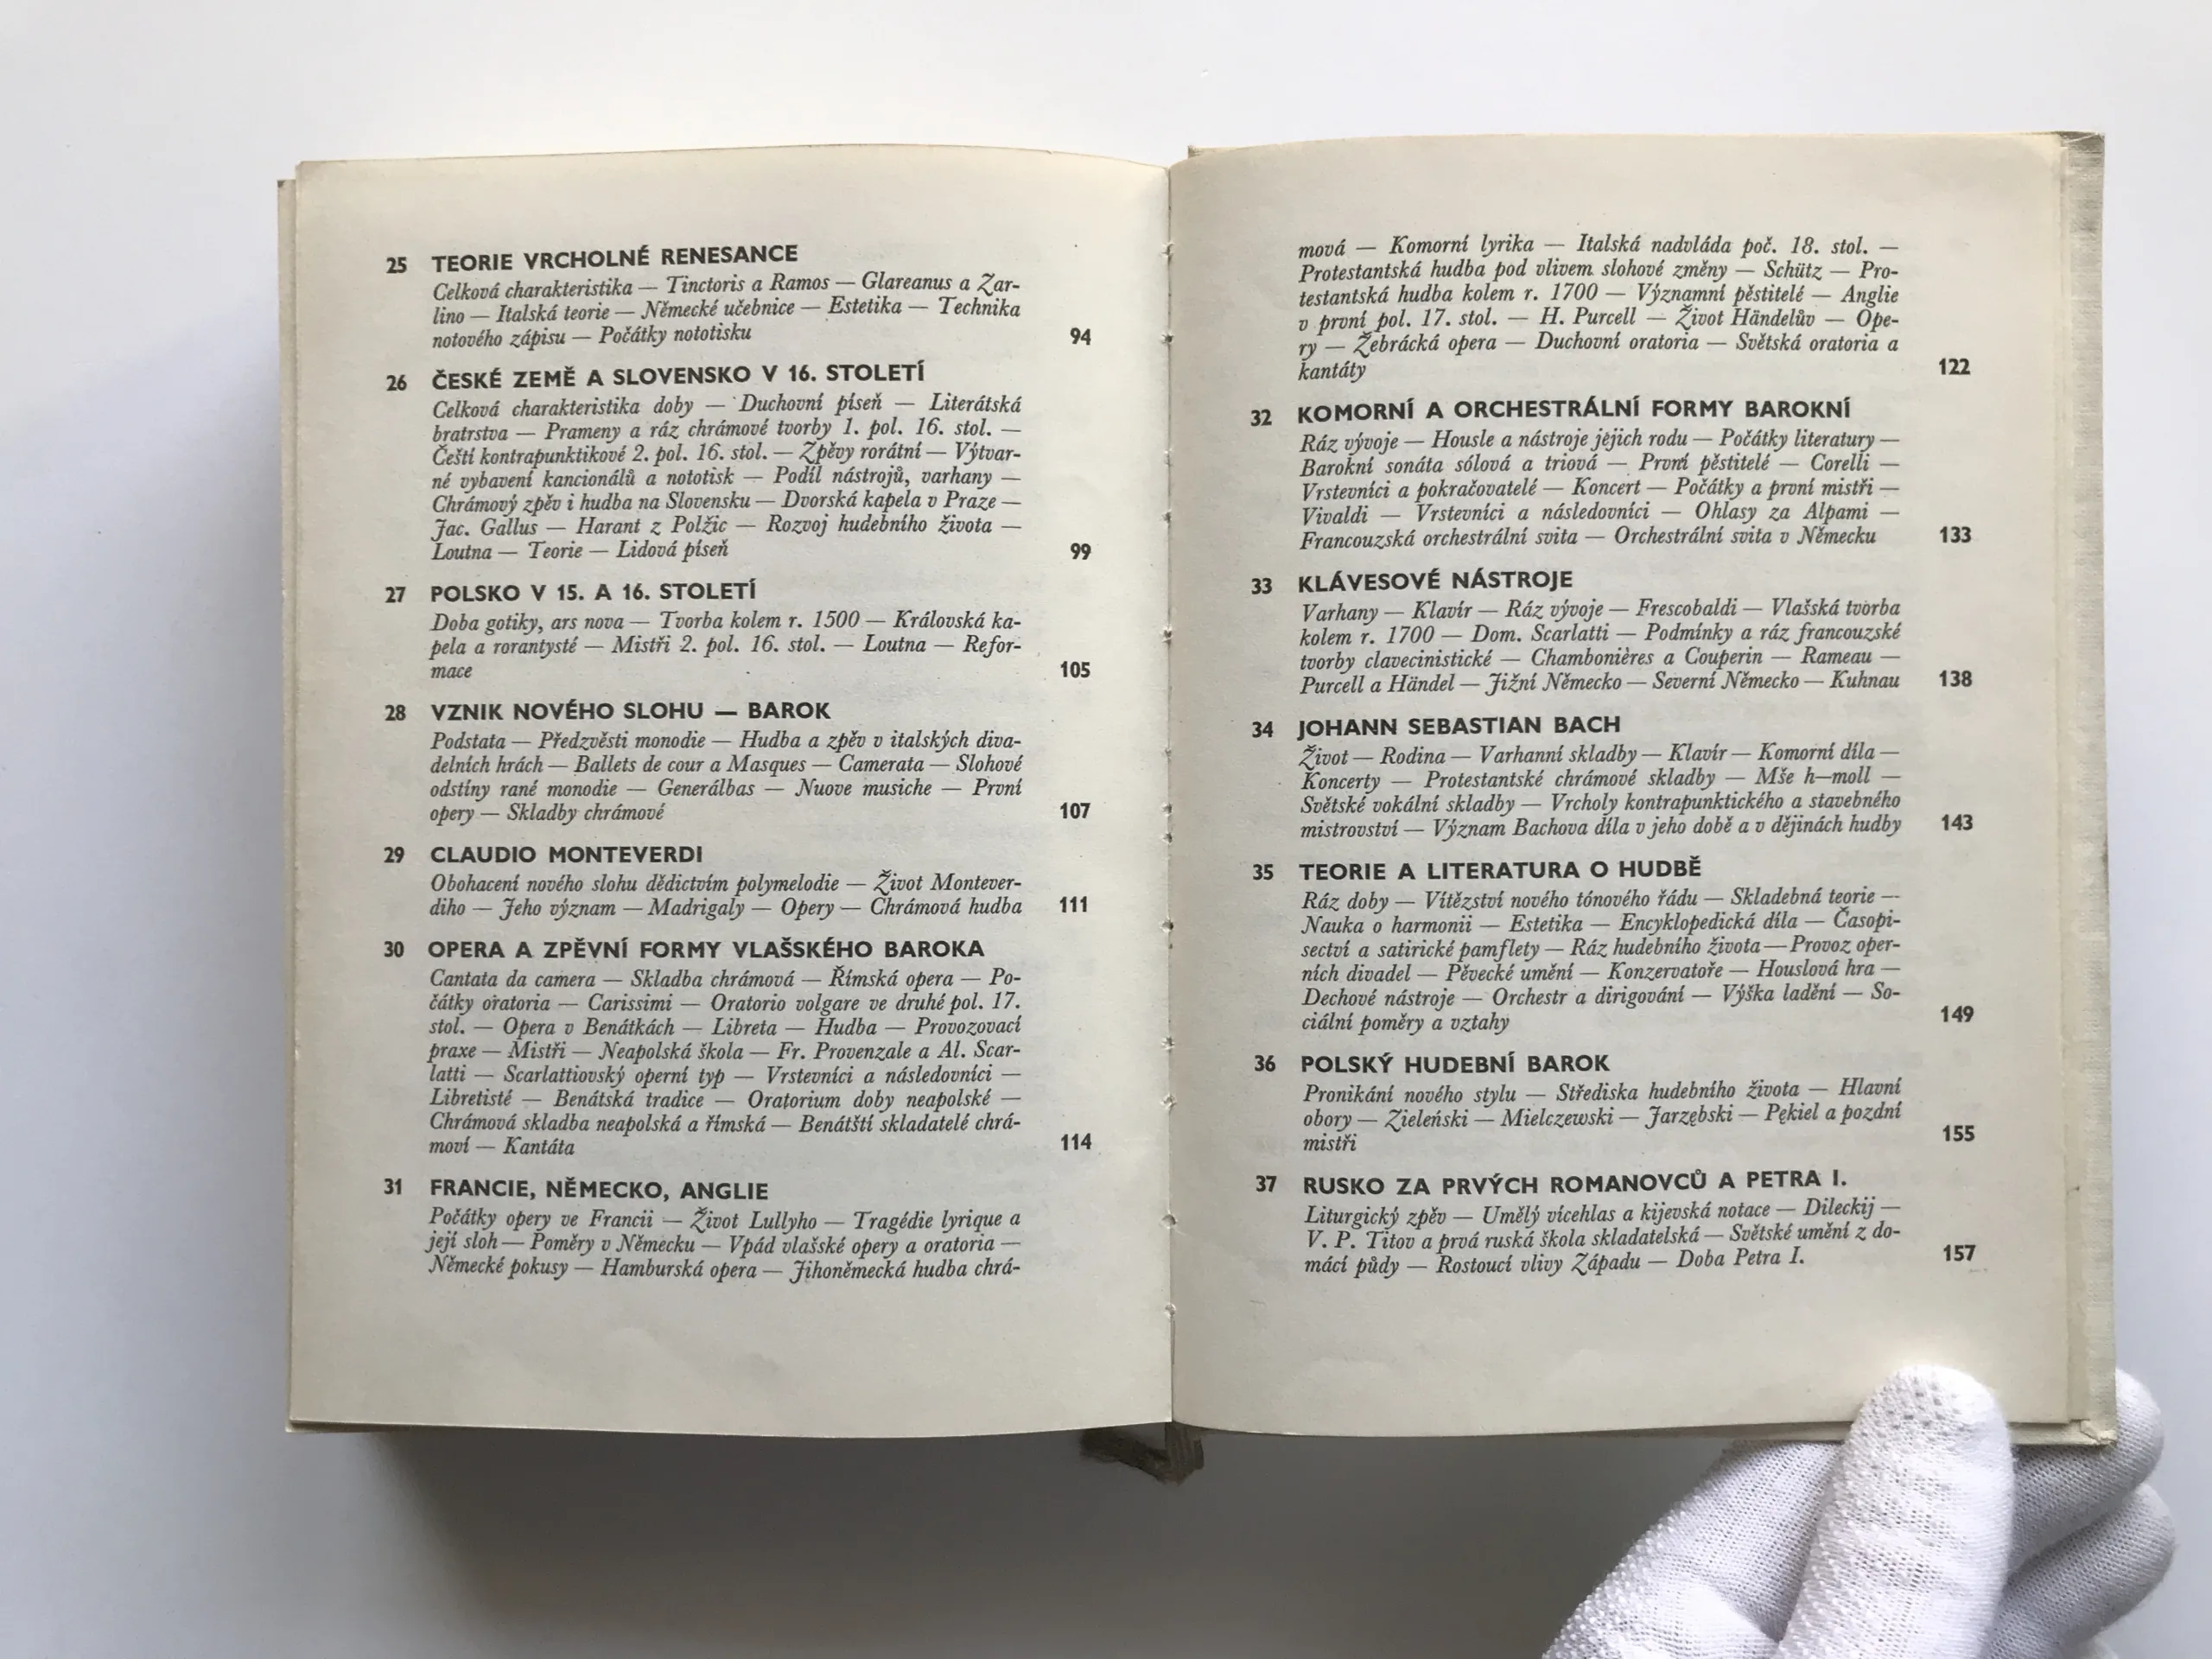 25 TEORIE VRCHOLNÉ RENESANCE
Celková charakteristika — Tinctoris a Ramos — Glareanus a Zar-
lino — Italská teorie — Německé učebnice — Estetika — Technika
notového zápisu — Počátky nototisku 94
26 ČESKÉ ZEMĚ A SLOVENSKO V 16. STOLETÍ
Celková charakteristika doby — Duchovní píseň — Literátská
bratrstva — Prameny a ráz chrámové tvorby 1. pol. 16. stol. —
Čeští kontrapunktikové 2. pol. 16. stol. — Zpěvy rorátní — Výtvar-
né vybavení kancionálů a nototisk — Podíl nástrojů, varhany —
Chrámový zpěv i hudba na Slovensku — Dvorská kapela v Praze —
Jac. Gallus — Harant z Polžic — Rozvoj hudebního života —
Loutna — Teorie — Lidová píseň 99
27 POLSKO V 15. A 16. STOLETÍ
Doba gotiky, ars nova — Tvorba kolem r. 1500 — Královská ka-
pela a rorantysté — Mistři 2. pol. 16. stol. — Loutna — Refor-
mace 105
28 VZNIK NOVÉHO SLOHU — BAROK
Podstata — Předzvěsti monodie — Hudba a zpěv v italských diva-
delních hrách — Ballets de cour a Masques — Camerata — Slohové
odstíny rané monodie — Generálbas — Nuove musiche — První
opery — Skladby chrámové 107
29 CLAUDIO MONTEVERDI
Obohacení nového slohu dědictvím polymelodie — Život Montever-
diho — Jeho význam — Madrigaly — Opery — Chrámová hudba 111
30 OPERA A ZPĚVNÍ FORMY VLAŠSKÉHO BAROKA
Cantata da camera — Skladba chrámová — Římská opera — Po-
čátky oratoria — Carissimi — Oratorio volgare ve druhé pol. 17.
stol. — Opera v Benátkách — Libreta — Hudba — Provozovací
praxe — Mistři — Neapolská škola — Fr. Provenzale a Al. Scar-
latti — Scarlattiovský operní typ — Vrstevníci a následovníci —
Libretisté — Benátská tradice — Oratorium doby neapolské —
Chrámová skladba neapolská a římská — Benátští skladatelé chrá-
moví — Kantáta 114
31 FRANCIE, NĚMECKO, ANGLIE
Počátky opery ve Francii — Život Lullyho — Tragédie lyrique a
její sloh — Poměry v Německu — Vpád vlašské opery a oratoria —
Německé pokusy — Hamburská opera — Jihoněmecká hudba chrá-
mová — Komorní lyrika — Italská nadvláda poč. 18. stol. —
Protestantská hudba pod vlivem slohové změny — Schütz — Pro-
testantská hudba kolem r. 1700 — Významní pěstitelé — Anglie
v první pol. 17. stol. — H. Purcell — Život Händelův — Ope-
ry — Žebrácká opera — Duchovní oratoria — Světská oratoria a
kantáty 122
32 KOMORNÍ A ORCHESTRÁLNÍ FORMY BAROKNÍ
Ráz vývoje — Housle a nástroje jejich rodu — Počátky literatury —
Barokní sonáta sólová a triová — První pěstitelé — Corelli —
Vrstevníci a pokračovatelé — Koncert — Počátky a první mistři —
Vivaldi — Vrstevníci a následovníci — Ohlasy za Alpami —
Francouzská orchestrální svita — Orchestrální svita v Německu 133
33 KLÁVESOVÉ NÁSTROJE
Varhany — Klavír — Ráz vývoje — Frescobaldi — Vlašská tvorba
kolem r. 1700 — Dom. Scarlatti — Podmínky a ráz francouzské
tvorby clavecinistické — Chambonières a Couperin — Rameau —
Purcell a Händel — Jižní Německo — Severní Německo — Kuhnau 138
34 JOHANN SEBASTIAN BACH
Život — Rodina — Varhanní skladby — Klavír — Komorní díla —
Koncerty — Protestantské chrámové skladby — Mše h—moll —
Světské vokální skladby — Vrcholy kontrapunktického a stavebného
mistrovství — Význam Bachova díla v jeho době a v dějinách hudby 143
35 TEORIE A LITERATURA O HUDBĚ
Ráz doby — Vítězství nového tónového řádu — Skladebná teorie —
Nauka o harmonii — Estetika — Encyklopedická díla — Časopi-
sectví a satirické pamflety — Ráz hudebního života — Provoz oper-
ních divadel — Pěvecké umění — Konzervatoře — Houslová hra —
Dechové nástroje — Orchestr a dirigování — Výška ladění — So-
ciální poměry a vztahy 149
36 POLSKÝ HUDEBNÍ BAROK
Pronikání nového stylu — Střediska hudebního života — Hlavní
obory — Zieleński — Mielczewski — Jarzębski — Pękiel a pozdní
mistři 155
37 RUSKO ZA PRVÝCH ROMANOVCŮ A PETRA I.
Liturgický zpěv — Umělý vícehlas a kijevská notace — Dileckij —
V. P. Titov a prvá ruská škola skladatelská — Světské umění z do-
mácí půdy — Rostoucí vlivy Západu — Doba Petra I. 157